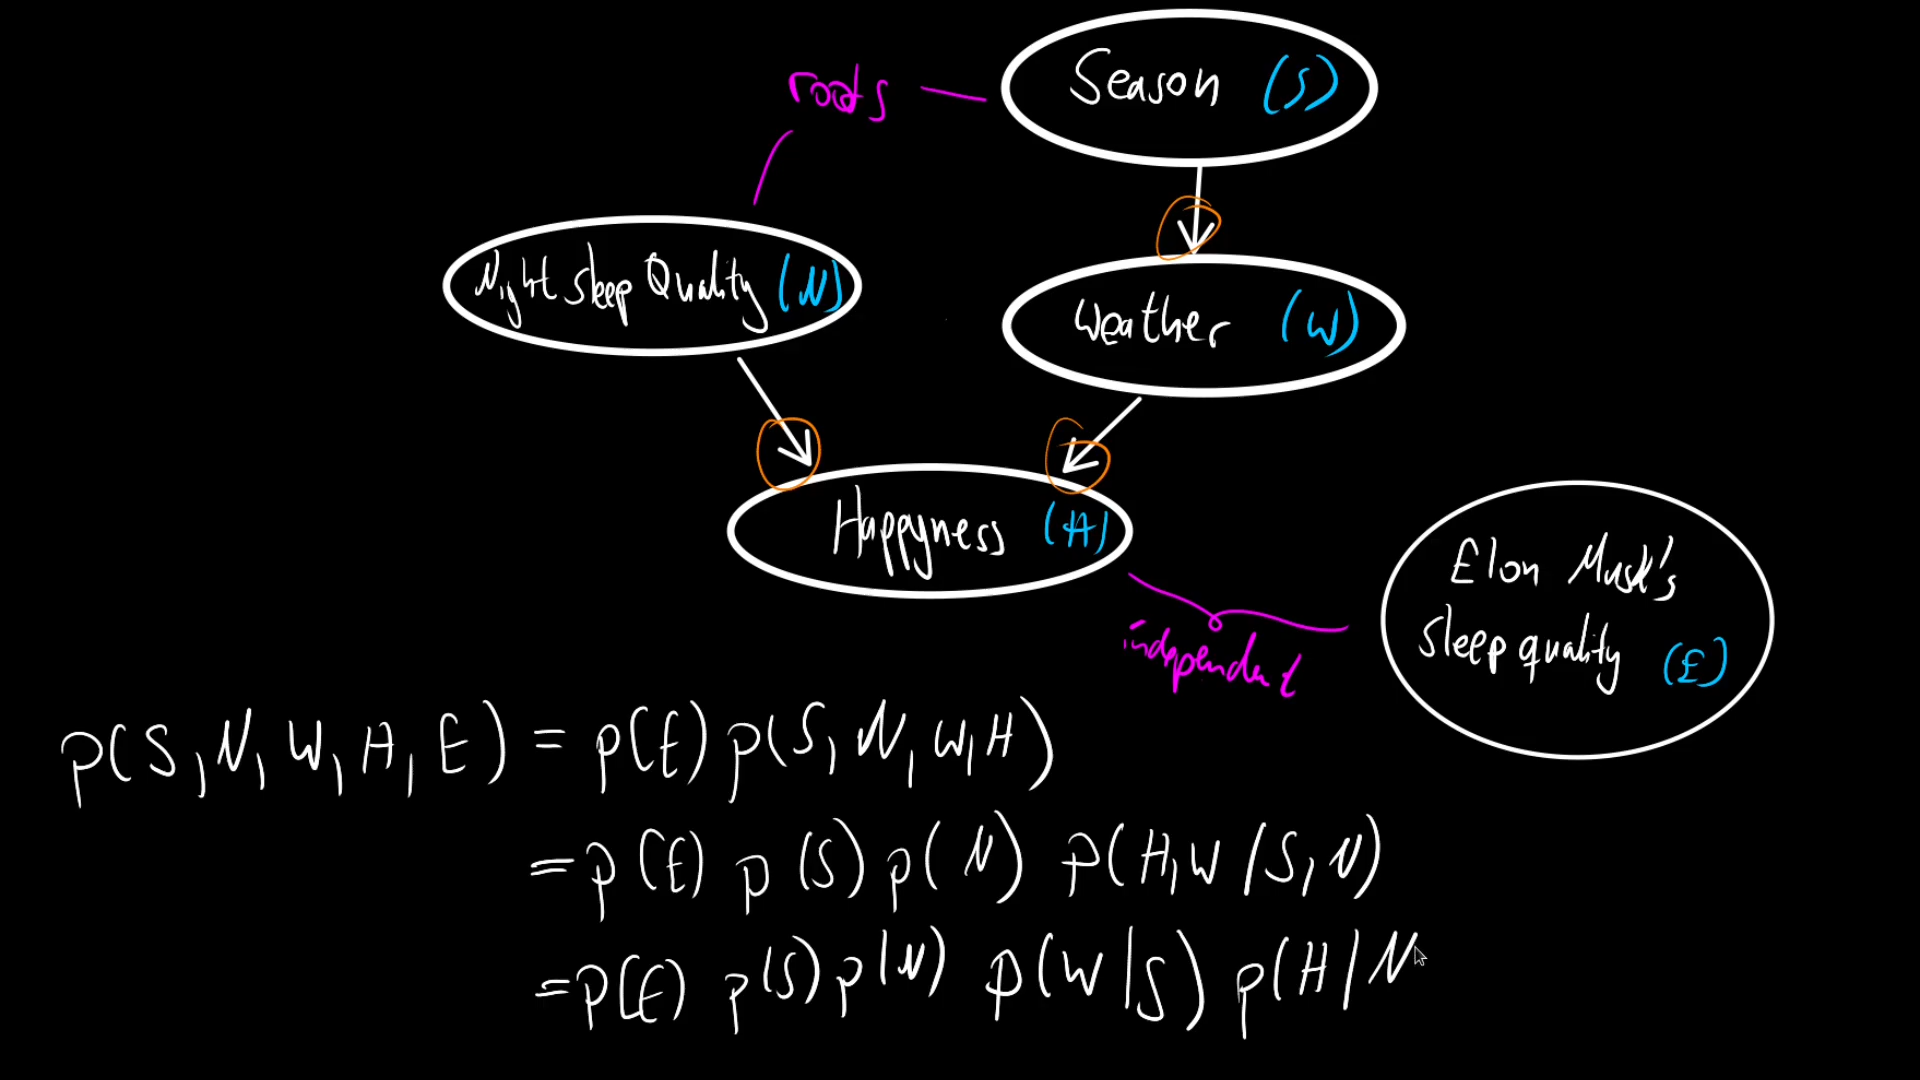 Season (S)
roots
Night Sleep Quality (N)
Weather (W)
Happyness (H)
Elon Musk's
sleep quality (E)
independent
p(S, N, W, H, E) = p(E) p(S, N, W, H)
= p(E) p(S) p(N) p(H, W | S, N)
= p(E) p(S) p(N) p(W | S) p(H | N